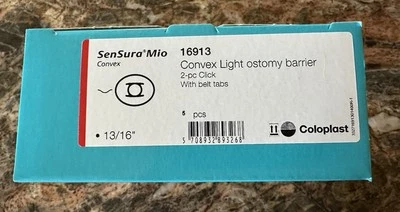 SenSura® Mio
Convex
16913
Convex Light ostomy barrier
2-pc Click
With belt tabs
5 pcs
• 13/16"
5 708932 893268
Coloplast